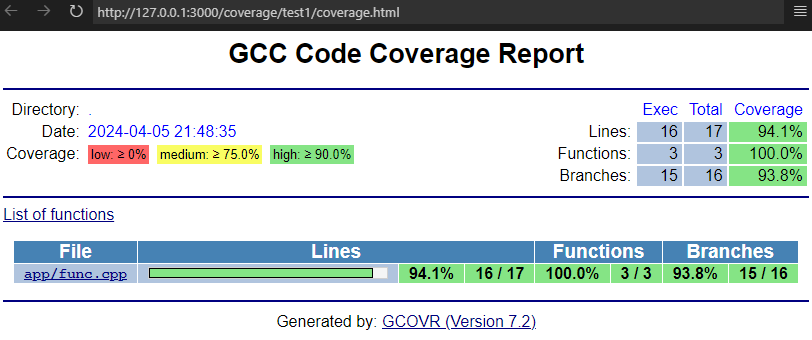 http://127.0.0.1:3000/coverage/test1/coverage.html
GCC Code Coverage Report
Directory: .
Date: 2024-04-05 21:48:35
Coverage: low: ≥ 0% medium: ≥ 75.0% high: ≥ 90.0%
Exec Total Coverage
Lines: 16 17 94.1%
Functions: 3 3 100.0%
Branches: 15 16 93.8%
List of functions
File Lines Functions Branches
app/func.cpp 94.1% 16 / 17 100.0% 3 / 3 93.8% 15 / 16
Generated by: GCOVR (Version 7.2)